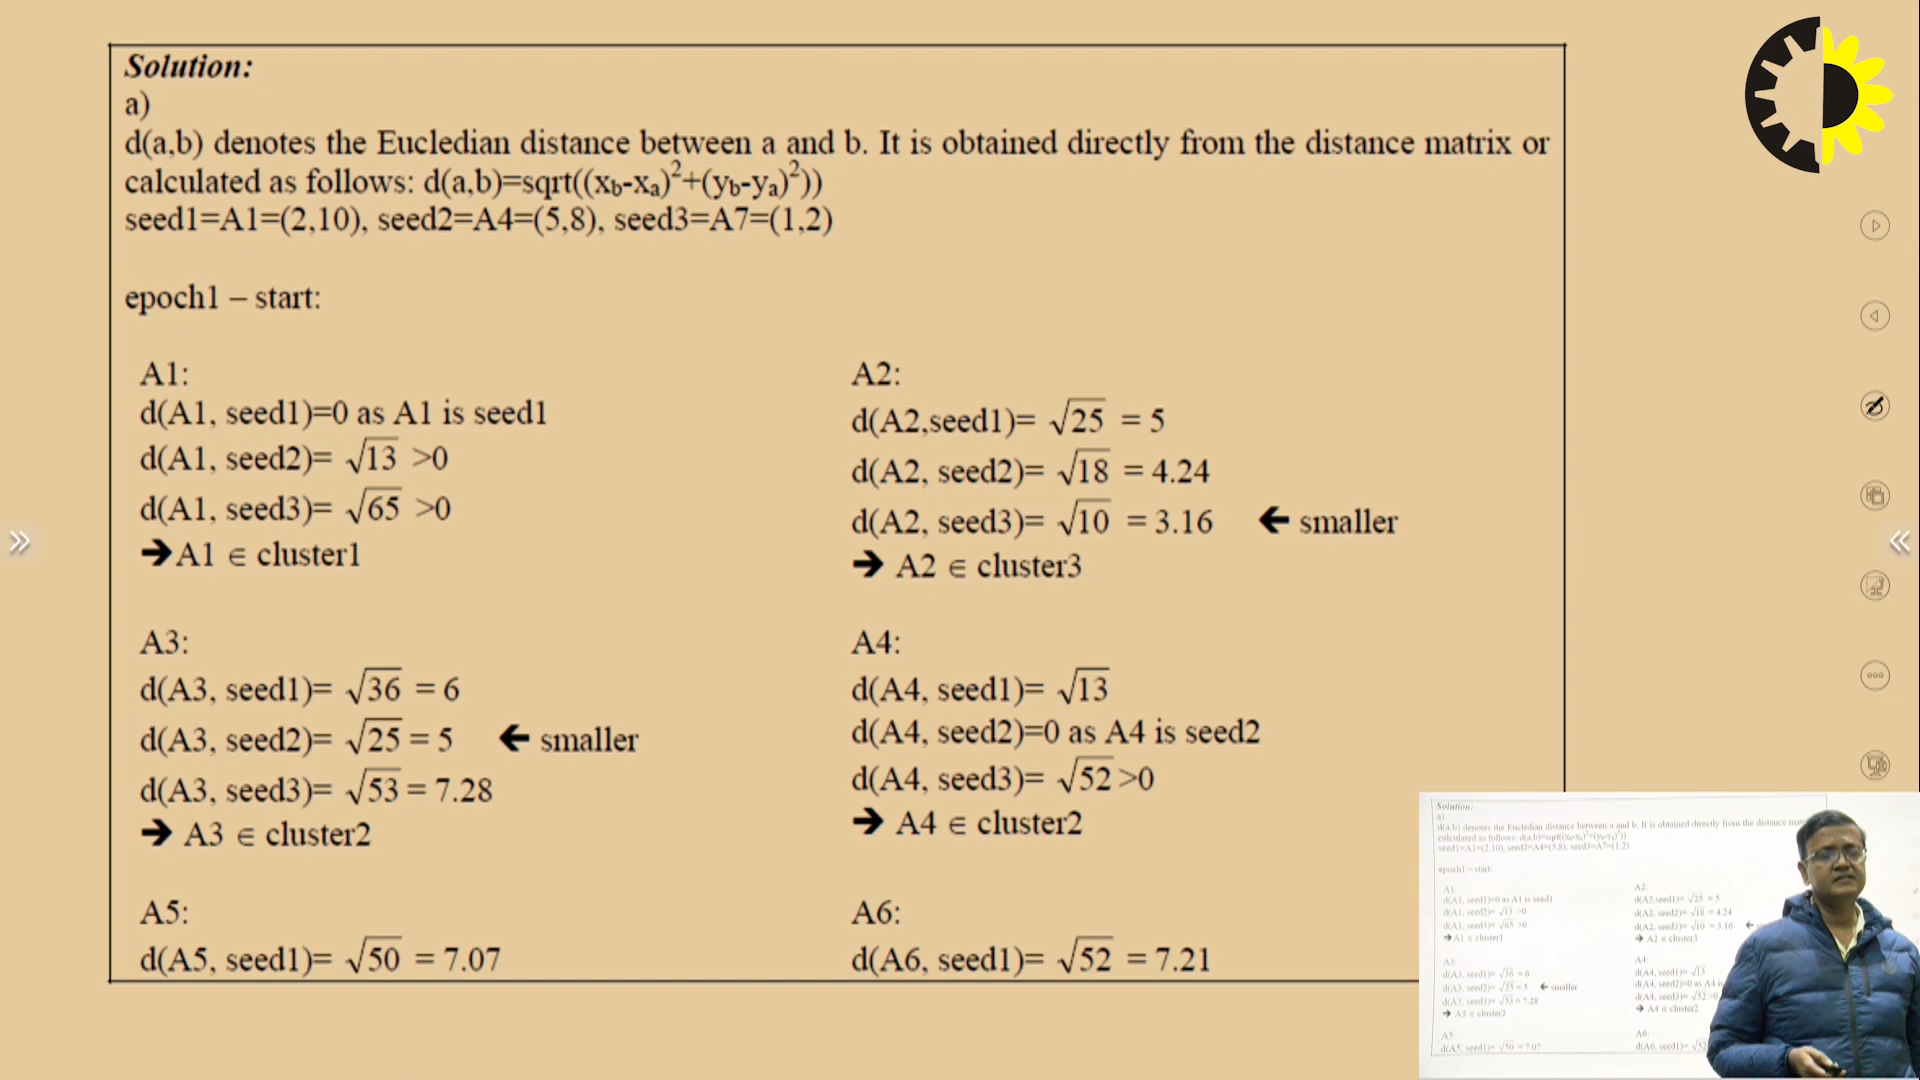 Solution:
a)
d(a,b) denotes the Eucledian distance between a and b. It is obtained directly from the distance matrix or
calculated as follows: d(a,b)=sqrt((xb-xa)²+(yb-ya)²))
seed1=A1=(2,10), seed2=A4=(5,8), seed3=A7=(1,2)
epoch1 – start:
A1:
d(A1, seed1)=0 as A1 is seed1
d(A1, seed2)= √13 >0
d(A1, seed3)= √65 >0
➔A1 ∈ cluster1
A2:
d(A2,seed1)= √25 = 5
d(A2, seed2)= √18 = 4.24
d(A2, seed3)= √10 = 3.16 🡨 smaller
➔ A2 ∈ cluster3
A3:
d(A3, seed1)= √36 = 6
d(A3, seed2)= √25 = 5 🡨 smaller
d(A3, seed3)= √53 = 7.28
➔ A3 ∈ cluster2
A4:
d(A4, seed1)= √13
d(A4, seed2)=0 as A4 is seed2
d(A4, seed3)= √52 >0
➔ A4 ∈ cluster2
A5:
d(A5, seed1)= √50 = 7.07
A6:
d(A6, seed1)= √52 = 7.21